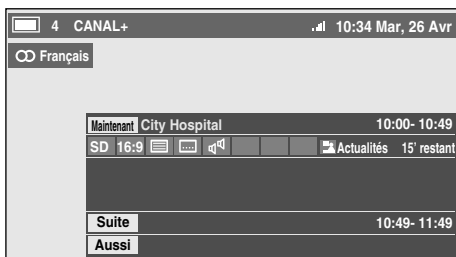 4 CANAL+ 10:34 Mar, 26 Avr
Français
Maintenant City Hospital 10:00- 10:49
SD 16:9 Actualités 15' restant
Suite 10:49- 11:49
Aussi